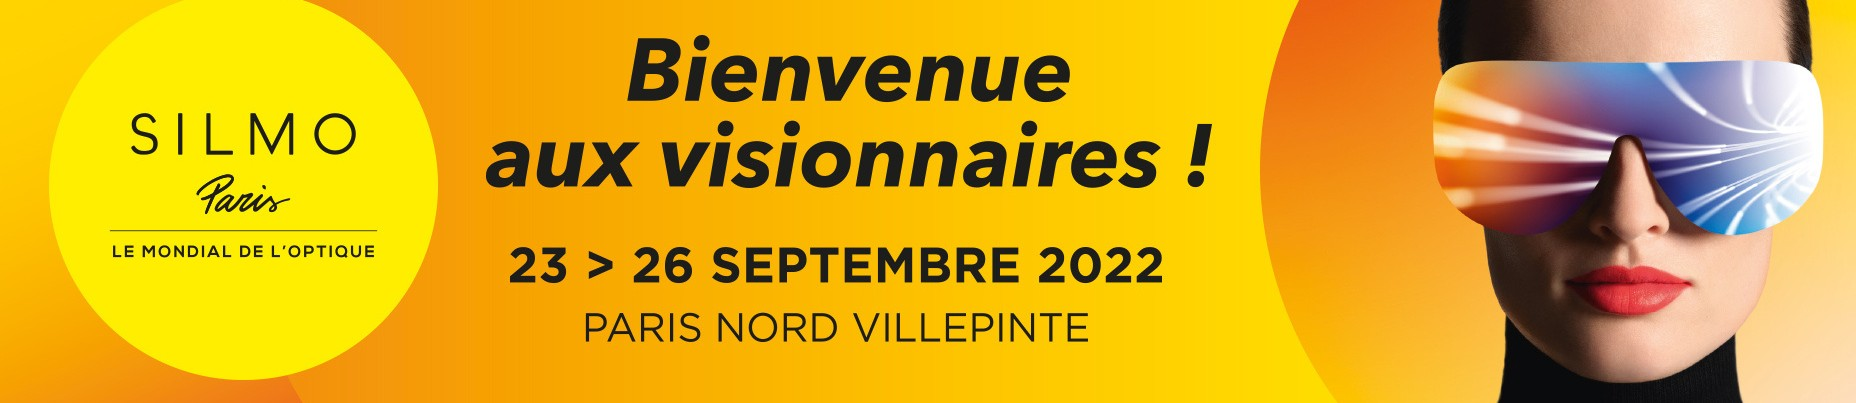 SILMO
Paris
LE MONDIAL DE L'OPTIQUE
Bienvenue
aux visionnaires !
23 > 26 SEPTEMBRE 2022
PARIS NORD VILLEPINTE